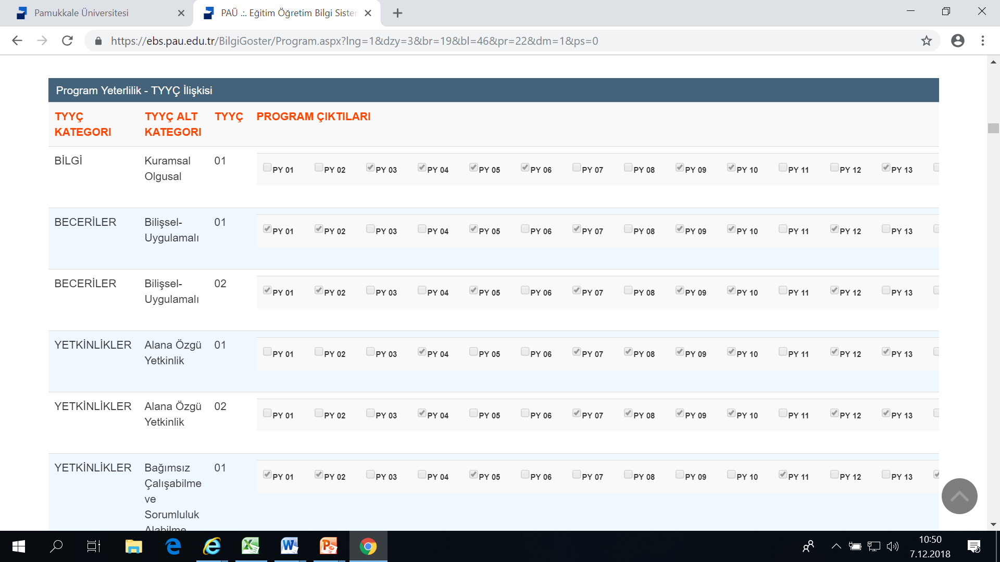 Pamukkale Üniversitesi
PAÜ .:. Eğitim Öğretim Bilgi Sister
https://ebs.pau.edu.tr/BilgiGoster/Program.aspx?lng=1&dzy=3&br=19&bl=46&pr=22&dm=1&ps=0
Program Yeterlilik - TYYÇ İlişkisi
TYYÇ KATEGORI TYYÇ ALT KATEGORI TYYÇ PROGRAM ÇIKTILARI
BİLGİ Kuramsal 01
Olgusal
PY 01 PY 02 PY 03 PY 04 PY 05 PY 06 PY 07 PY 08 PY 09 PY 10 PY 11 PY 12 PY 13
BECERİLER Bilişsel- 01
Uygulamalı
PY 01 PY 02 PY 03 PY 04 PY 05 PY 06 PY 07 PY 08 PY 09 PY 10 PY 11 PY 12 PY 13
BECERİLER Bilişsel- 02
Uygulamalı
PY 01 PY 02 PY 03 PY 04 PY 05 PY 06 PY 07 PY 08 PY 09 PY 10 PY 11 PY 12 PY 13
YETKİNLİKLER Alana Özgü 01
Yetkinlik
PY 01 PY 02 PY 03 PY 04 PY 05 PY 06 PY 07 PY 08 PY 09 PY 10 PY 11 PY 12 PY 13
YETKİNLİKLER Alana Özgü 02
Yetkinlik
PY 01 PY 02 PY 03 PY 04 PY 05 PY 06 PY 07 PY 08 PY 09 PY 10 PY 11 PY 12 PY 13
YETKİNLİKLER Bağımsız 01
PY 01 PY 02 PY 03 PY 04 PY 05 PY 06 PY 07 PY 08 PY 09 PY 10 PY 11 PY 12 PY 13
Çalışabilme
ve
Sorumluluk
Alabilme
10:50
7.12.2018